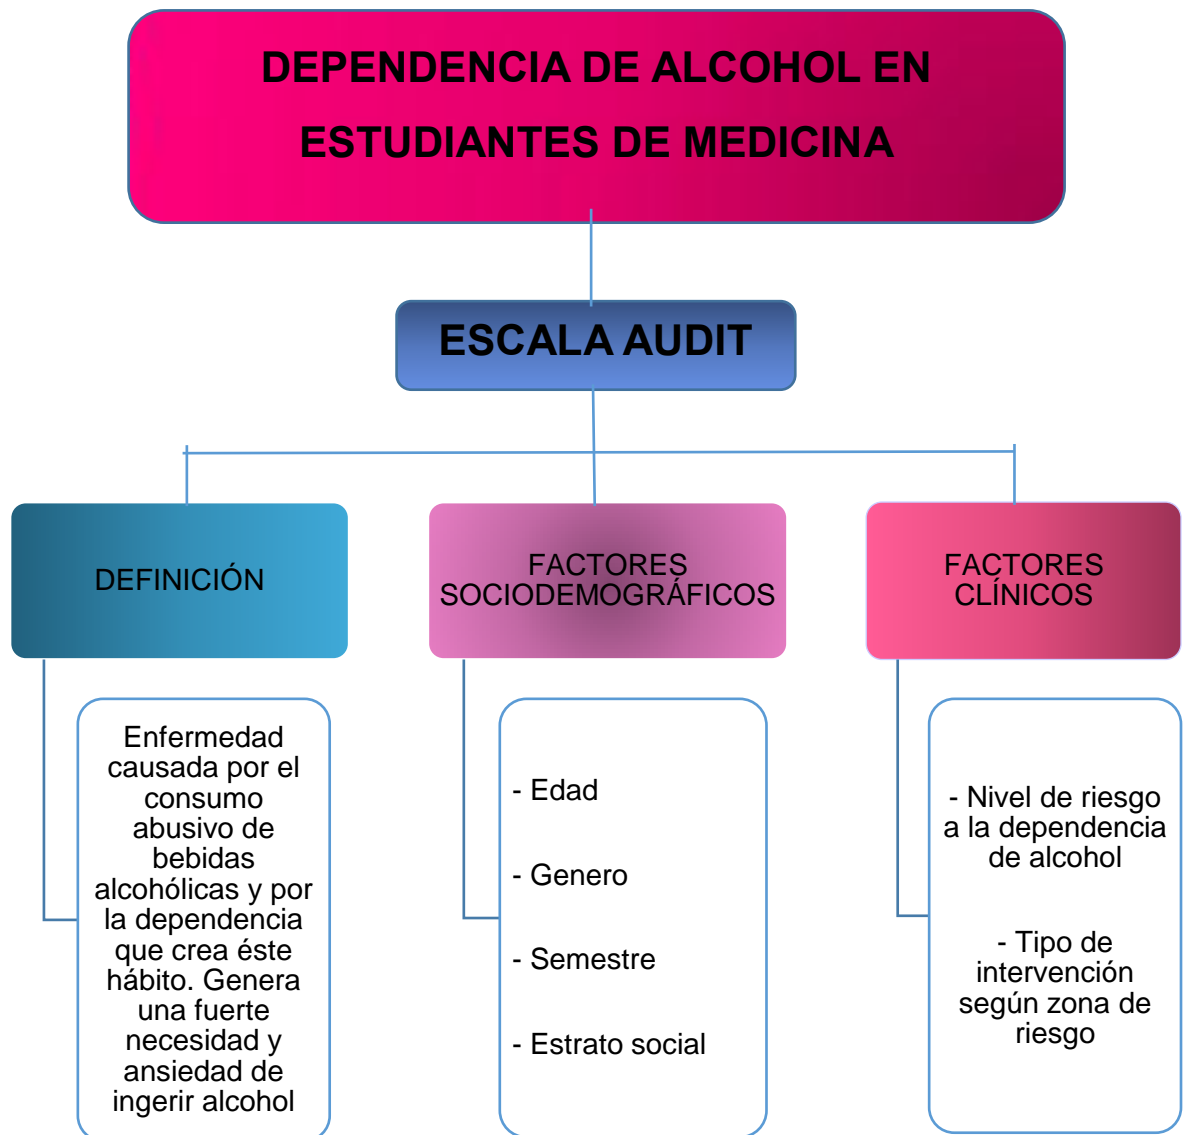 DEPENDENCIA DE ALCOHOL EN
ESTUDIANTES DE MEDICINA
ESCALA AUDIT
DEFINICIÓN
Enfermedad
causada por el
consumo
abusivo de
bebidas
alcohólicas y por
la dependencia
que crea éste
hábito. Genera
una fuerte
necesidad y
ansiedad de
ingerir alcohol
FACTORES
SOCIODEMOGRÁFICOS
- Edad
- Genero
- Semestre
- Estrato social
FACTORES
CLÍNICOS
- Nivel de riesgo
a la dependencia
de alcohol
- Tipo de
intervención
según zona de
riesgo